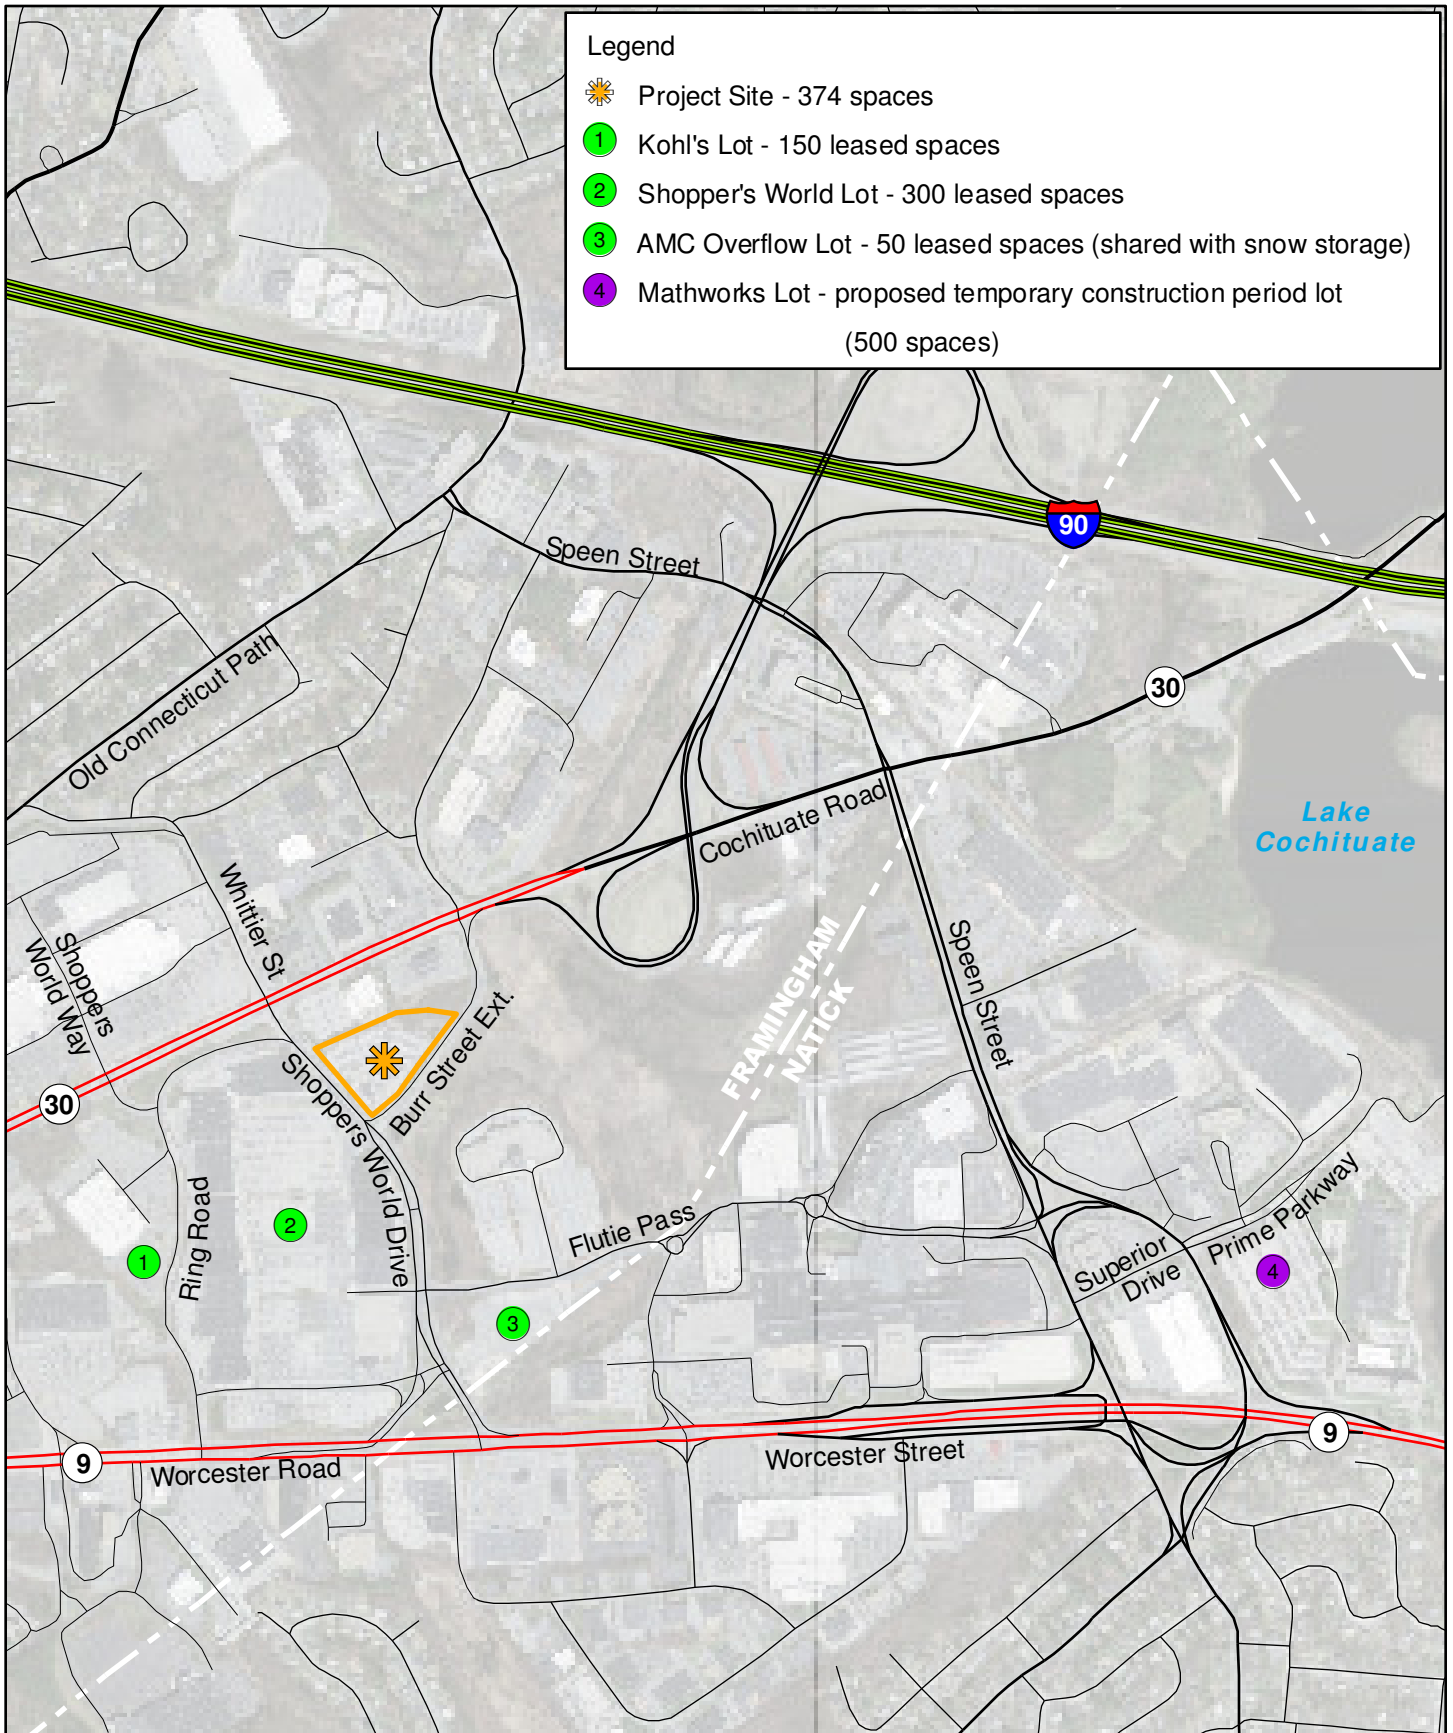 Legend
Project Site - 374 spaces
1 Kohl's Lot - 150 leased spaces
2 Shopper's World Lot - 300 leased spaces
3 AMC Overflow Lot - 50 leased spaces (shared with snow storage)
4 Mathworks Lot - proposed temporary construction period lot
(500 spaces)
90
Speen Street
Old Connecticut Path
30
Cochituate Road
Lake
Cochituate
Whittier St
Shoppers
World Way
Speen Street
FRAMINGHAM
NATICK
Burr Street Ext.
Shoppers World Drive
30
Ring Road
Flutie Pass
Prime Parkway
Superior
Drive
1
2
3
4
9
Worcester Road
Worcester Street
9